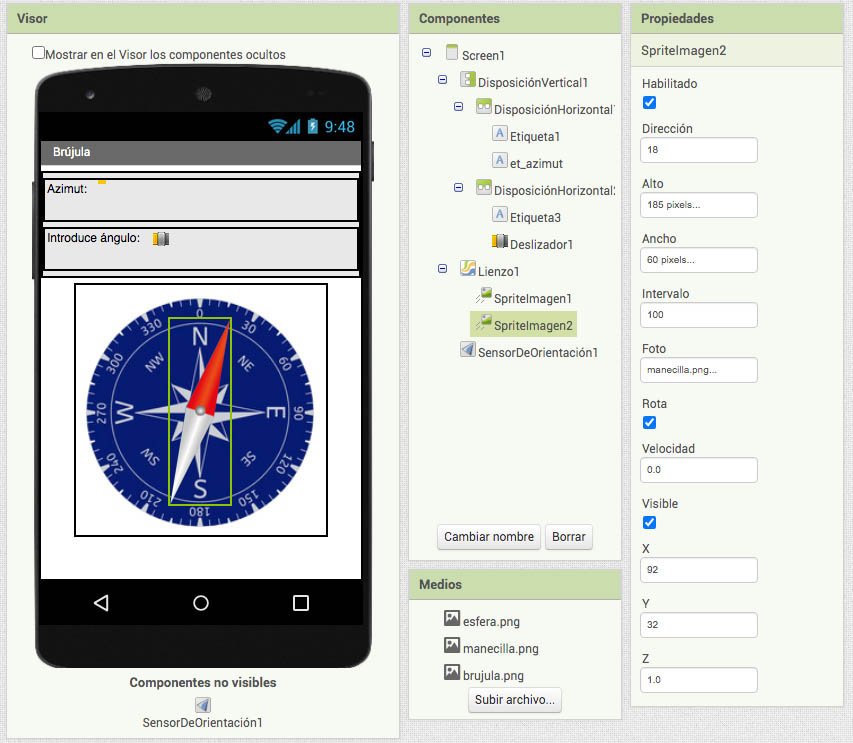 Visor
Mostrar en el Visor los componentes ocultos
9:48
Brújula
Azimut:
Introduce ángulo:
0
30
60
90
120
150
180
210
240
270
300
330
N
NE
E
SE
S
SW
W
NW
Componentes no visibles
SensorDeOrientación1
Componentes
Screen1
DisposiciónVertical1
DisposiciónHorizontal1
Etiqueta1
et_azimut
DisposiciónHorizontal2
Etiqueta3
Deslizador1
Lienzo1
SpriteImagen1
SpriteImagen2
SensorDeOrientación1
Cambiar nombre Borrar
Medios
esfera.png
manecilla.png
brujula.png
Subir archivo...
Propiedades
SpriteImagen2
Habilitado
Dirección
18
Alto
185 pixels...
Ancho
60 pixels...
Intervalo
100
Foto
manecilla.png...
Rota
Velocidad
0.0
Visible
X
92
Y
32
Z
1.0